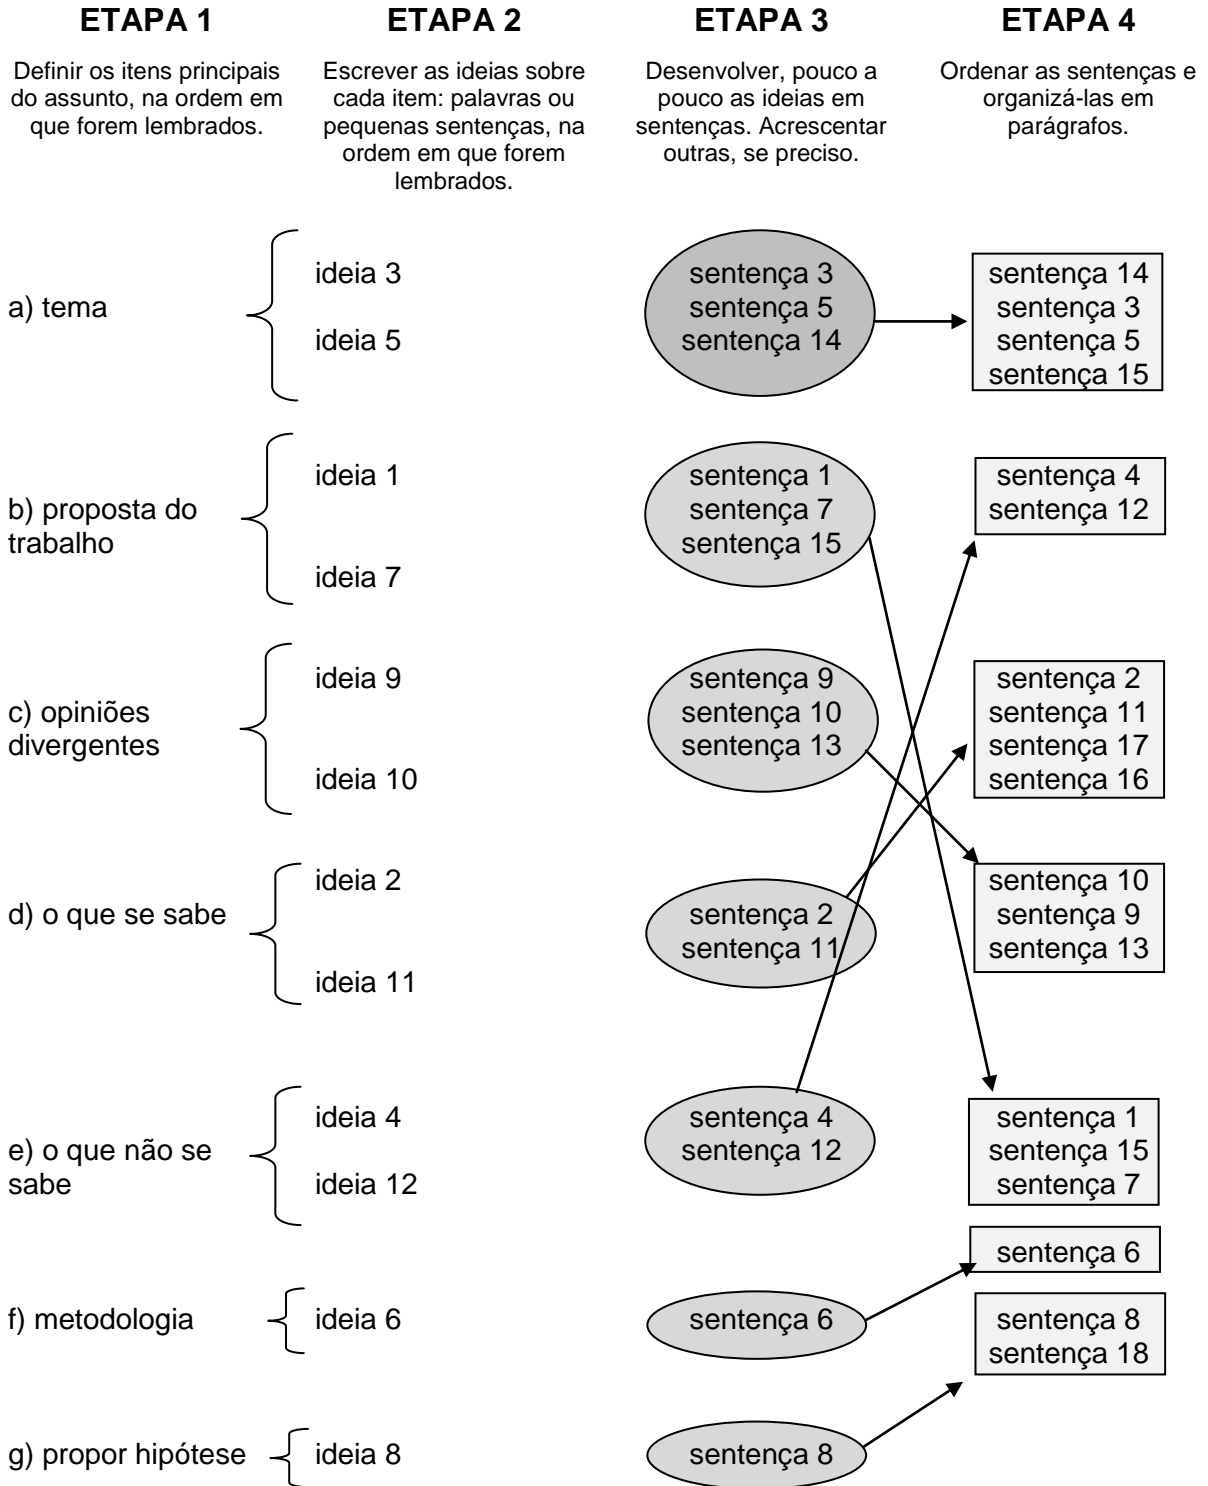 ETAPA 1
Definir os itens principais
do assunto, na ordem em
que forem lembrados.
ETAPA 2
Escrever as ideias sobre
cada item: palavras ou
pequenas sentenças, na
ordem em que forem
lembrados.
ETAPA 3
Desenvolver, pouco a
pouco as ideias em
sentenças. Acrescentar
outras, se preciso.
ETAPA 4
Ordenar as sentenças e
organizá-las em
parágrafos.
a) tema
ideia 3
ideia 5
sentença 3
sentença 5
sentença 14
sentença 14
sentença 3
sentença 5
sentença 15
b) proposta do
trabalho
ideia 1
ideia 7
sentença 1
sentença 7
sentença 15
sentença 4
sentença 12
c) opiniões
divergentes
ideia 9
ideia 10
sentença 9
sentença 10
sentença 13
sentença 2
sentença 11
sentença 17
sentença 16
d) o que se sabe
ideia 2
ideia 11
sentença 2
sentença 11
sentença 10
sentença 9
sentença 13
e) o que não se
sabe
ideia 4
ideia 12
sentença 4
sentença 12
sentença 1
sentença 15
sentença 7
f) metodologia
ideia 6
sentença 6
sentença 6
g) propor hipótese
ideia 8
sentença 8
sentença 8
sentença 18